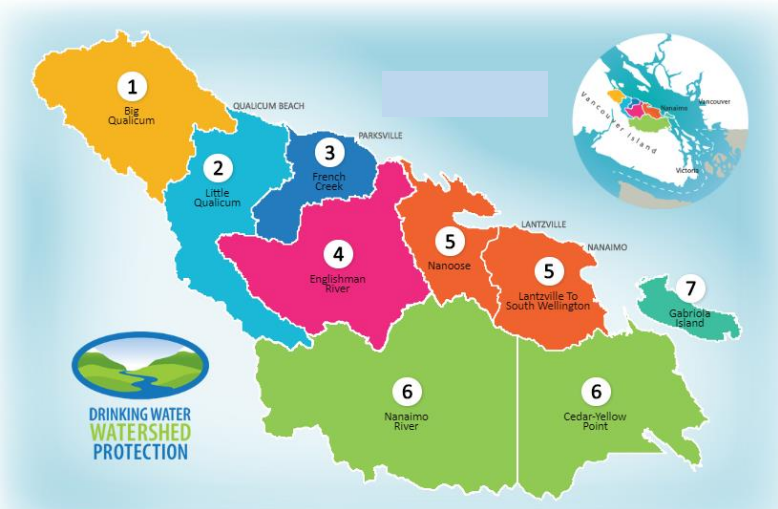 1
Big
Qualicum
QUALICUM BEACH
2
Little
Qualicum
3
French
Creek
PARKSVILLE
4
Englishman
River
5
Nanoose
LANTZVILLE
5
Lantzville To
South Wellington
NANAIMO
7
Gabriola
Island
6
Nanaimo
River
6
Cedar-Yellow
Point
Vancouver Island
Nanaimo
Vancouver
Victoria
DRINKING WATER
WATERSHED
PROTECTION